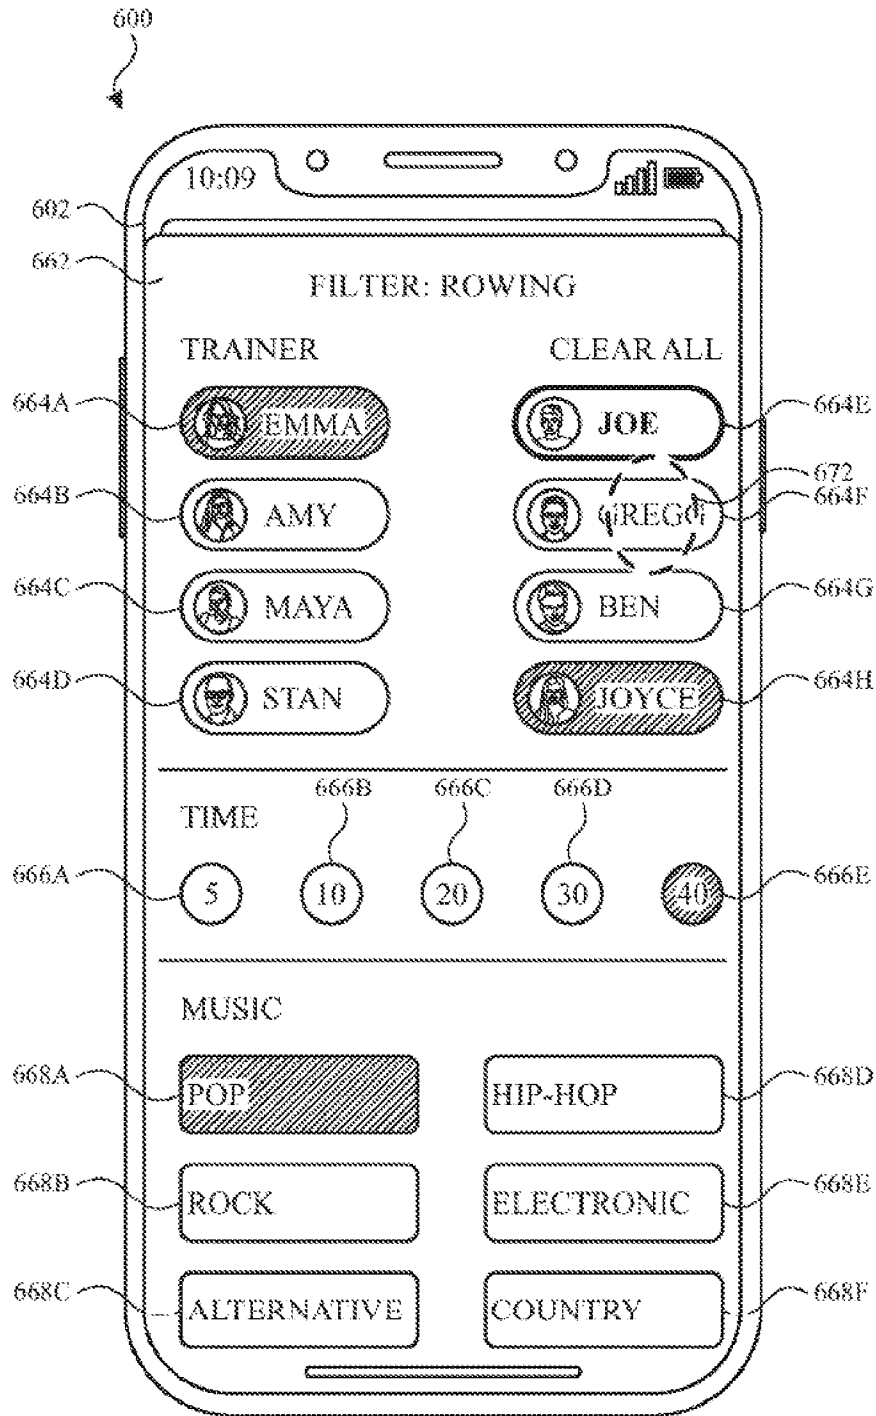 600
10:09
602
662
FILTER: ROWING
TRAINER CLEAR ALL
664A EMMA JOE 664E
672
664B AMY GREGG 664F
664C MAYA BEN 664G
664D STAN JOYCE 664H
666B 666C 666D
TIME
666A 5 10 20 30 40 666E
MUSIC
668A POP HIP-HOP 668D
668B ROCK ELECTRONIC 668E
668C ALTERNATIVE COUNTRY 668F